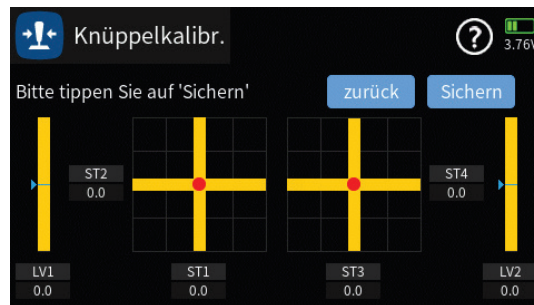 Knüppelkalibr.
?
3.76V
Bitte tippen Sie auf 'Sichern'
zurück
Sichern
ST2
0.0
ST4
0.0
LV1
0.0
ST1
0.0
ST3
0.0
LV2
0.0